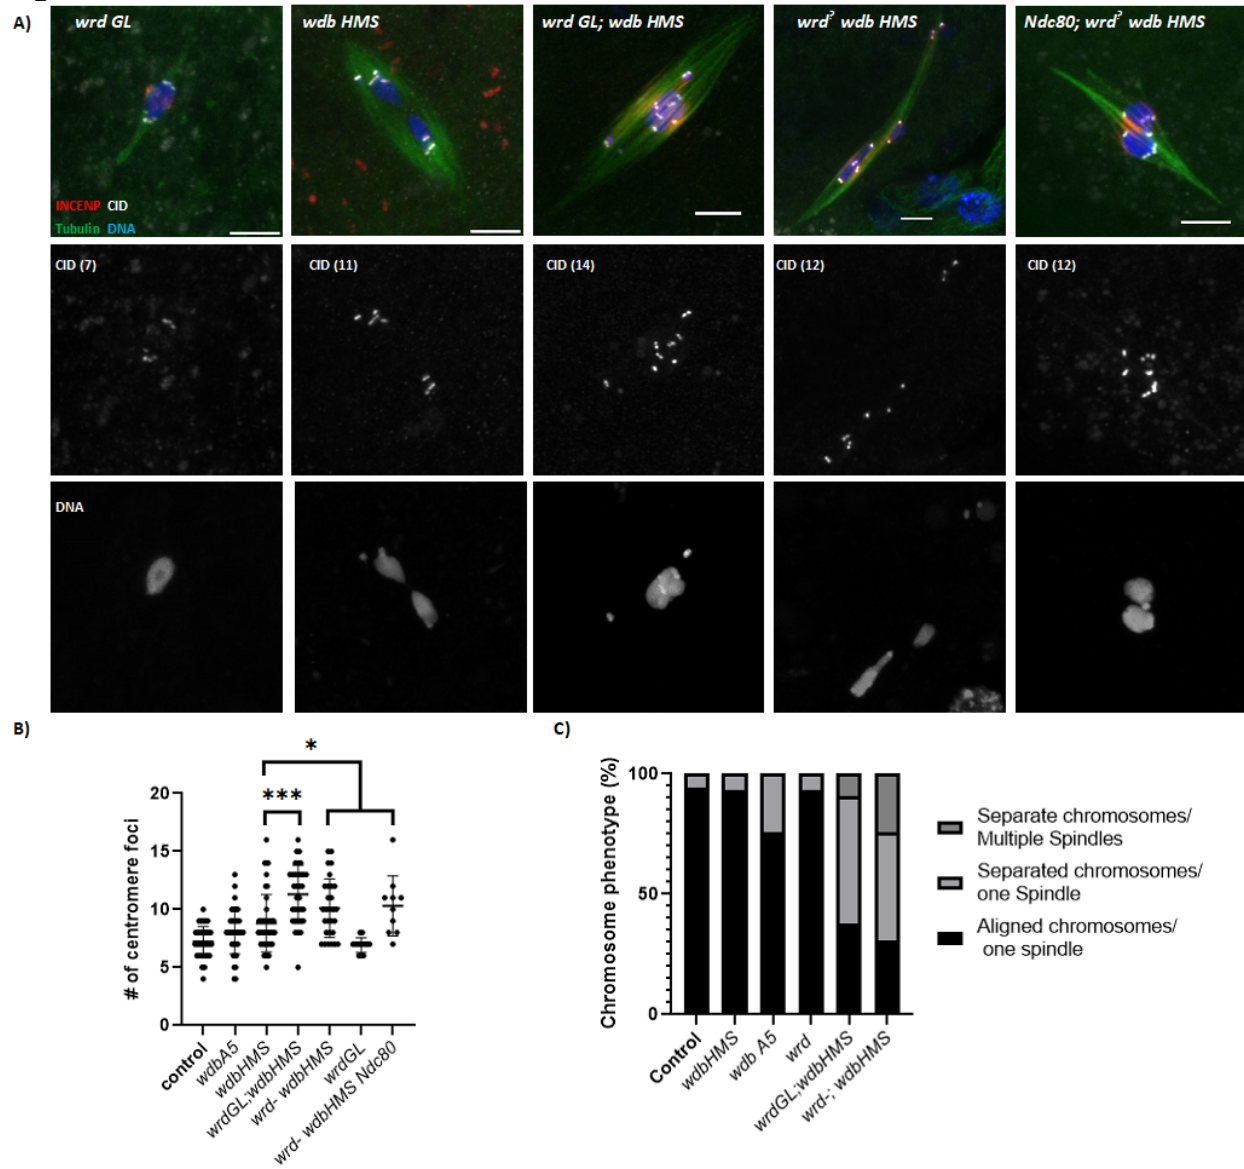 A)
wrd GL
wdb HMS
wrd GL; wdb HMS
wrd? wdb HMS
Ndc80; wrd? wdb HMS
INCENP CID
Tubulin DNA
CID (7)
CID (11)
CID (14)
CID (12)
CID (12)
DNA
B)
# of centromere foci
20
15
10
5
0
*
***
control
wdbA5
wdbHMS
wrdGL;wdbHMS
wrd- wdbHMS
wrdGL
wrd- wdbHMS Ndc80
C)
Chromosome phenotype (%)
100
50
0
Control
wdbHMS
wdb A5
wrd
wrdGL;wdbHMS
wrd-; wdbHMS
Separate chromosomes/
Multiple Spindles
Separated chromosomes/
one Spindle
Aligned chromosomes/
one spindle